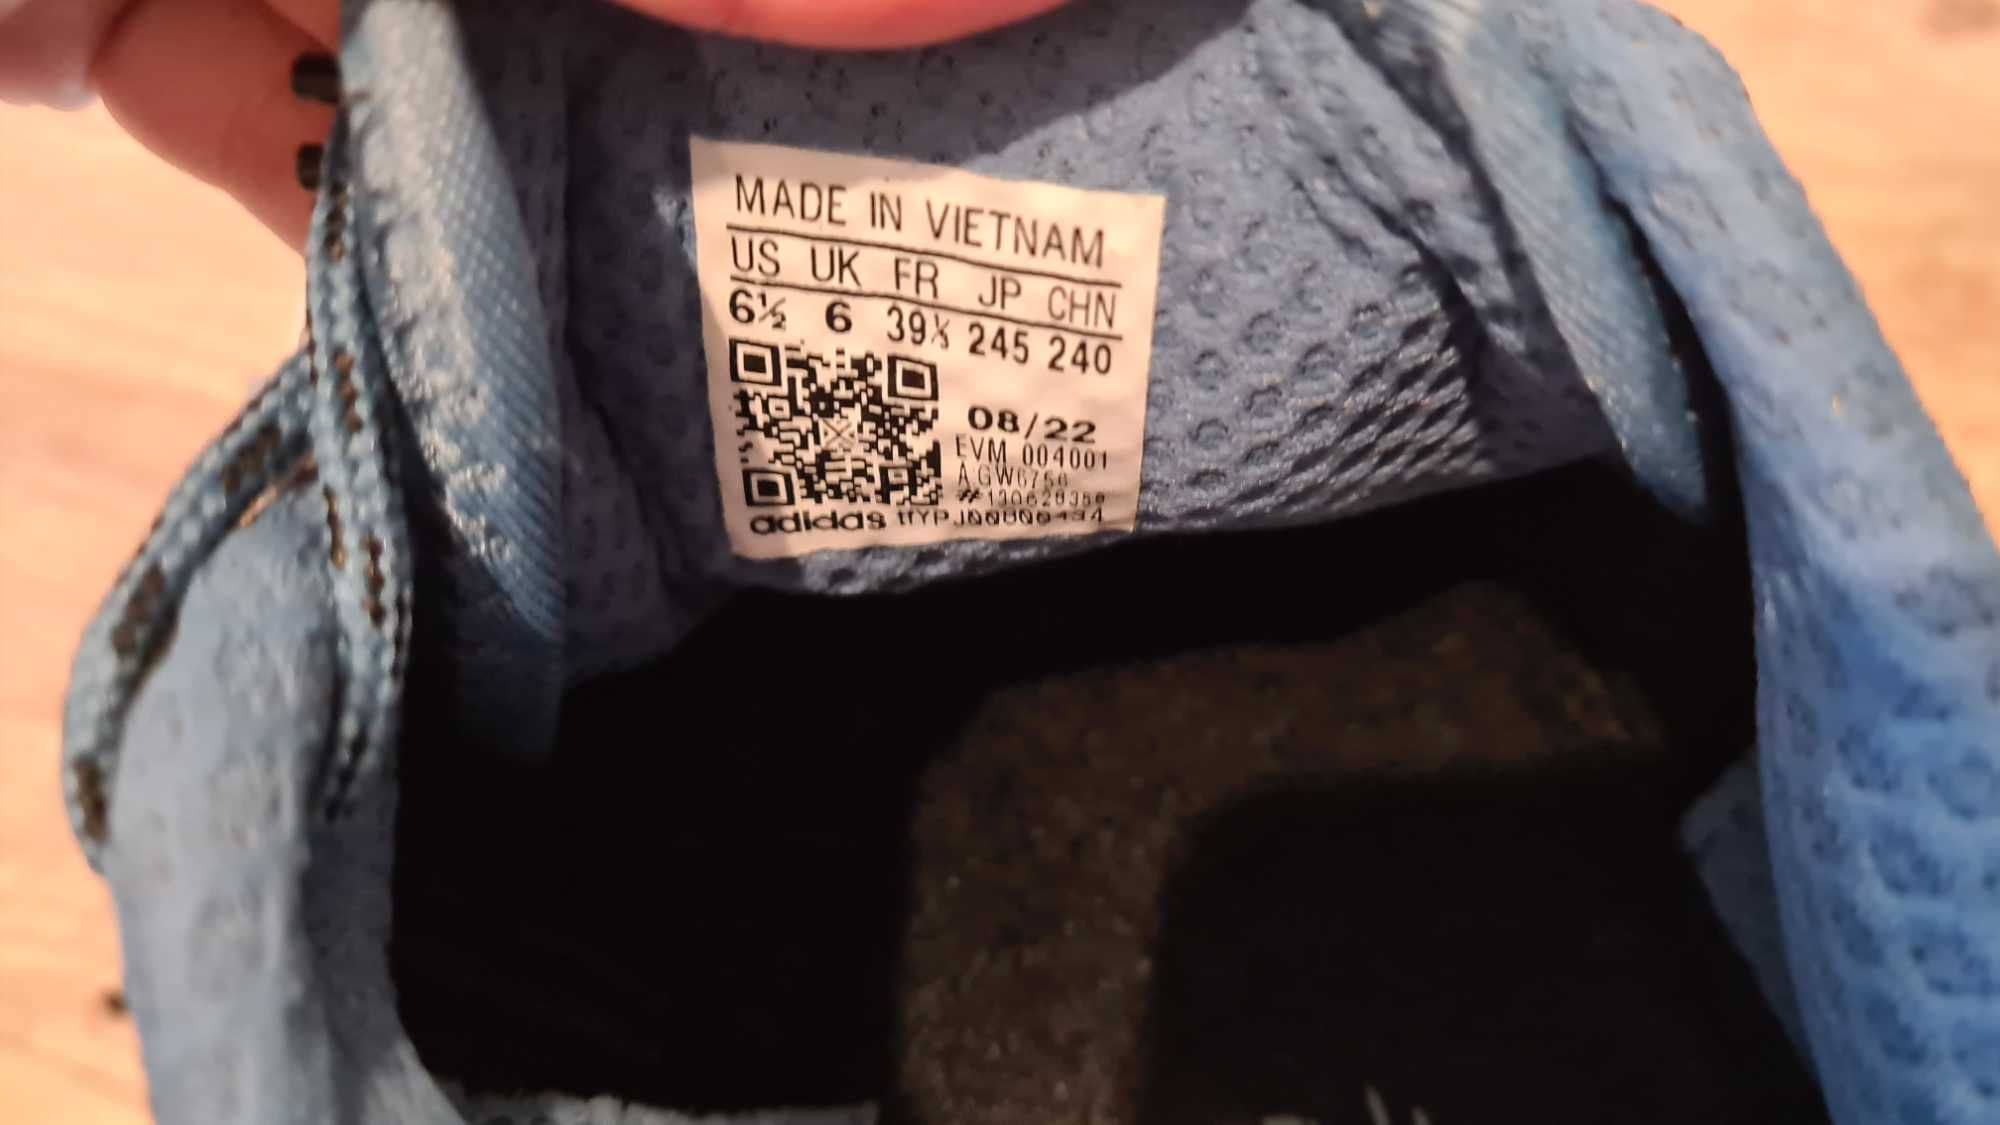 MADE IN VIETNAM
US UK FR JP CHN
6½ 6 39⅓ 245 240
08/22
EVM 004001
adidas